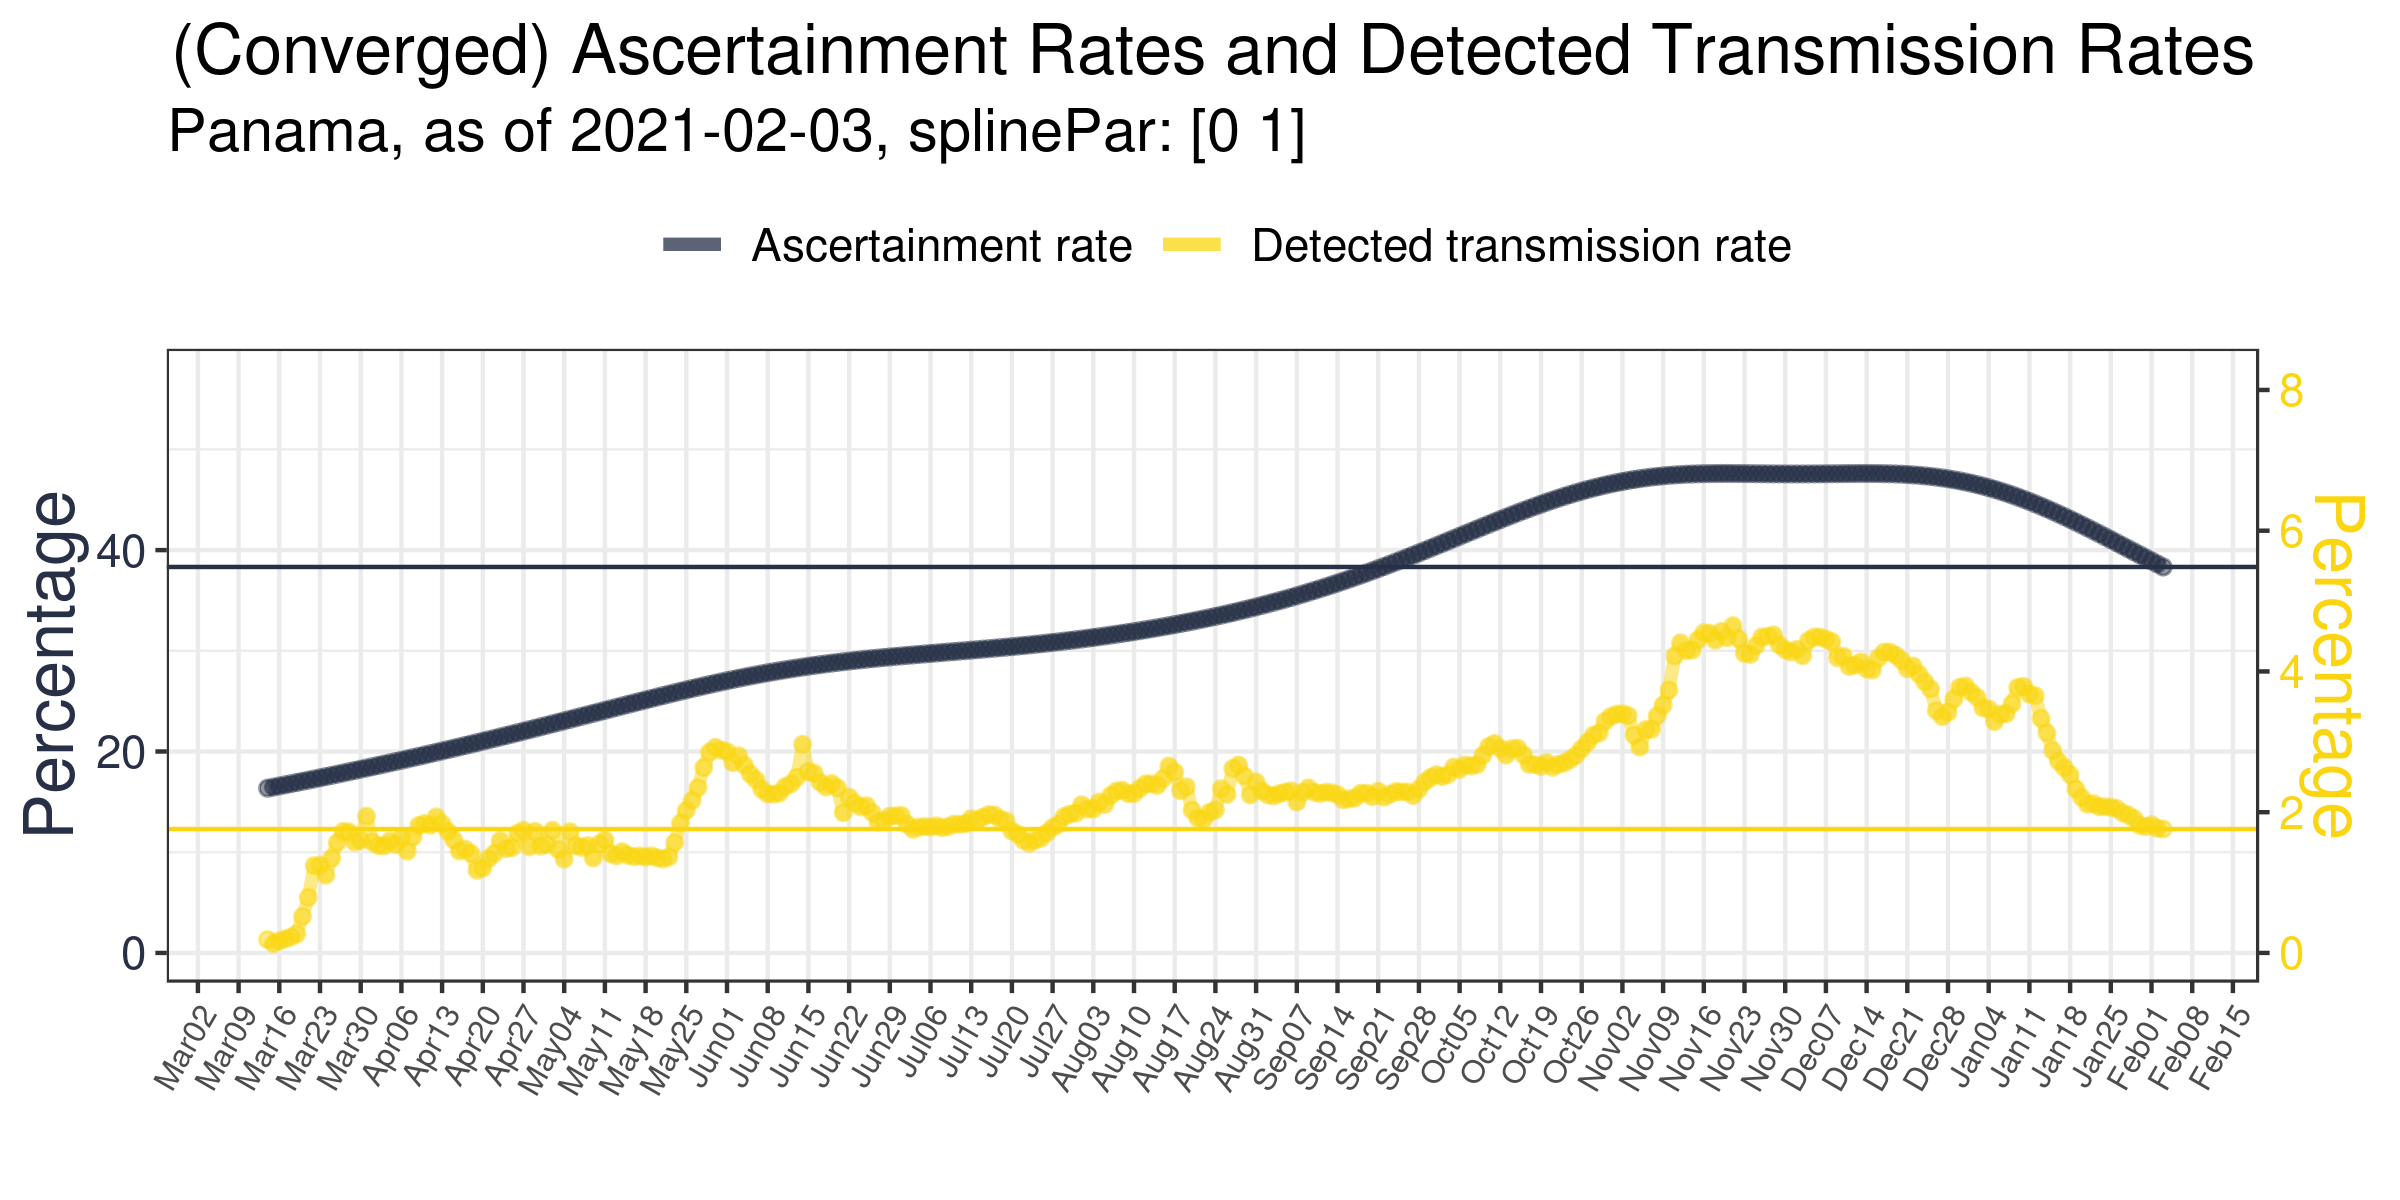 (Converged) Ascertainment Rates and Detected Transmission Rates
Panama, as of 2021-02-03, splinePar: [0 1]
Ascertainment rate Detected transmission rate
Percentage
40
20
0
8
6
4
2
0
Percentage
Mar02 Mar09 Mar16 Mar23 Mar30 Apr06 Apr13 Apr20 Apr27 May04 May11 May18 May25 Jun01 Jun08 Jun15 Jun22 Jun29 Jul06 Jul13 Jul20 Jul27 Aug03 Aug10 Aug17 Aug24 Aug31 Sep07 Sep14 Sep21 Sep28 Oct05 Oct12 Oct19 Oct26 Nov02 Nov09 Nov16 Nov23 Nov30 Dec07 Dec14 Dec21 Dec28 Jan04 Jan11 Jan18 Jan25 Feb01 Feb08 Feb15